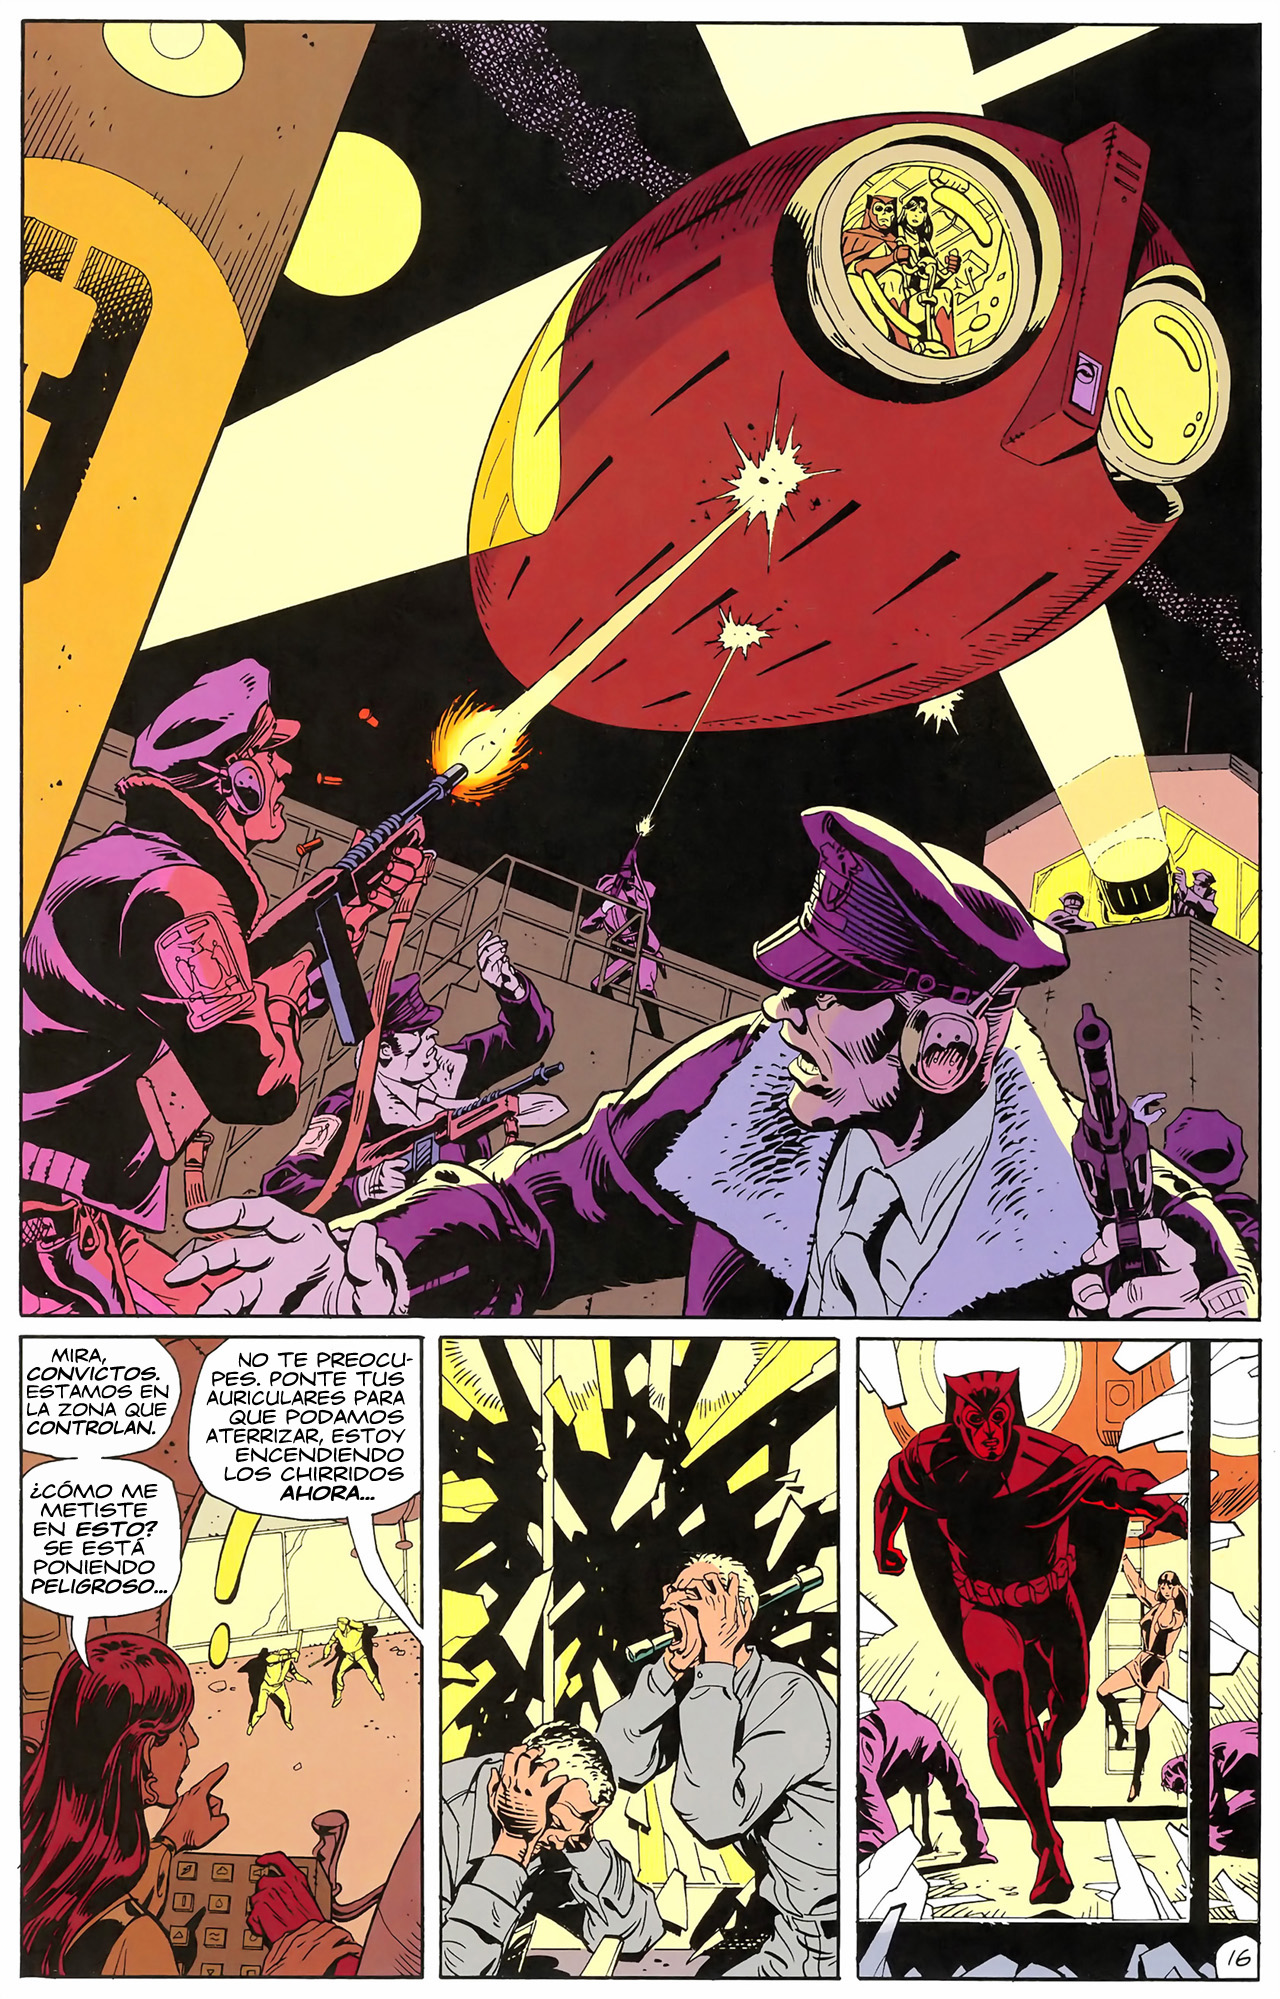 MIRA,
CONVICTOS.
ESTAMOS EN
LA ZONA QUE
CONTROLAN.
¿CÓMO ME
METISTE
EN ESTO?
SE ESTÁ
PONIENDO
PELIGROSO...
NO TE PREOCU-
PES. PONTE TUS
AURICULARES PARA
QUE PODAMOS
ATERRIZAR, ESTOY
ENCENDIENDO
LOS CHIRRIDOS
AHORA...
16